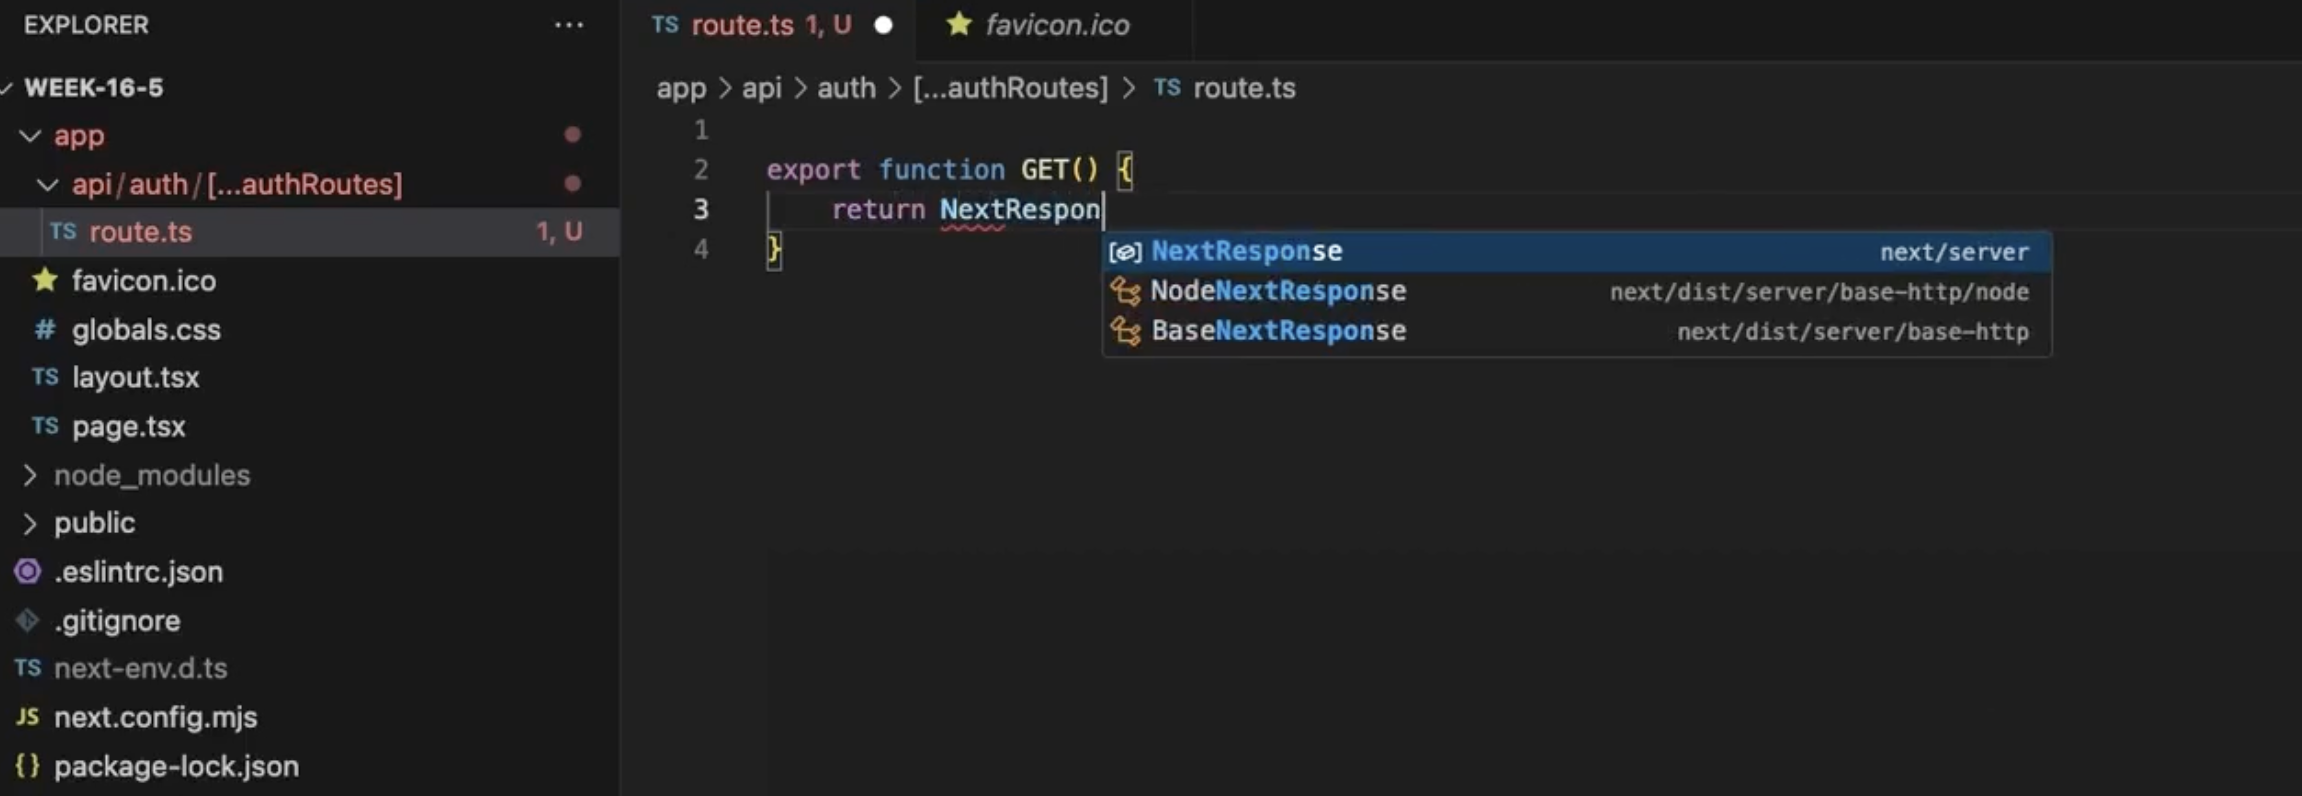 EXPLORER ...
WEEK-16-5
app
api/auth/[...authRoutes]
TS route.ts 1, U
favicon.ico
# globals.css
TS layout.tsx
TS page.tsx
node_modules
public
.eslintrc.json
.gitignore
TS next-env.d.ts
JS next.config.mjs
{} package-lock.json
TS route.ts 1, U
favicon.ico
app > api > auth > [...authRoutes] > TS route.ts
1
2 export function GET() {
3 return NextRespon
4 }
NextResponse next/server
NodeNextResponse next/dist/server/base-http/node
BaseNextResponse next/dist/server/base-http